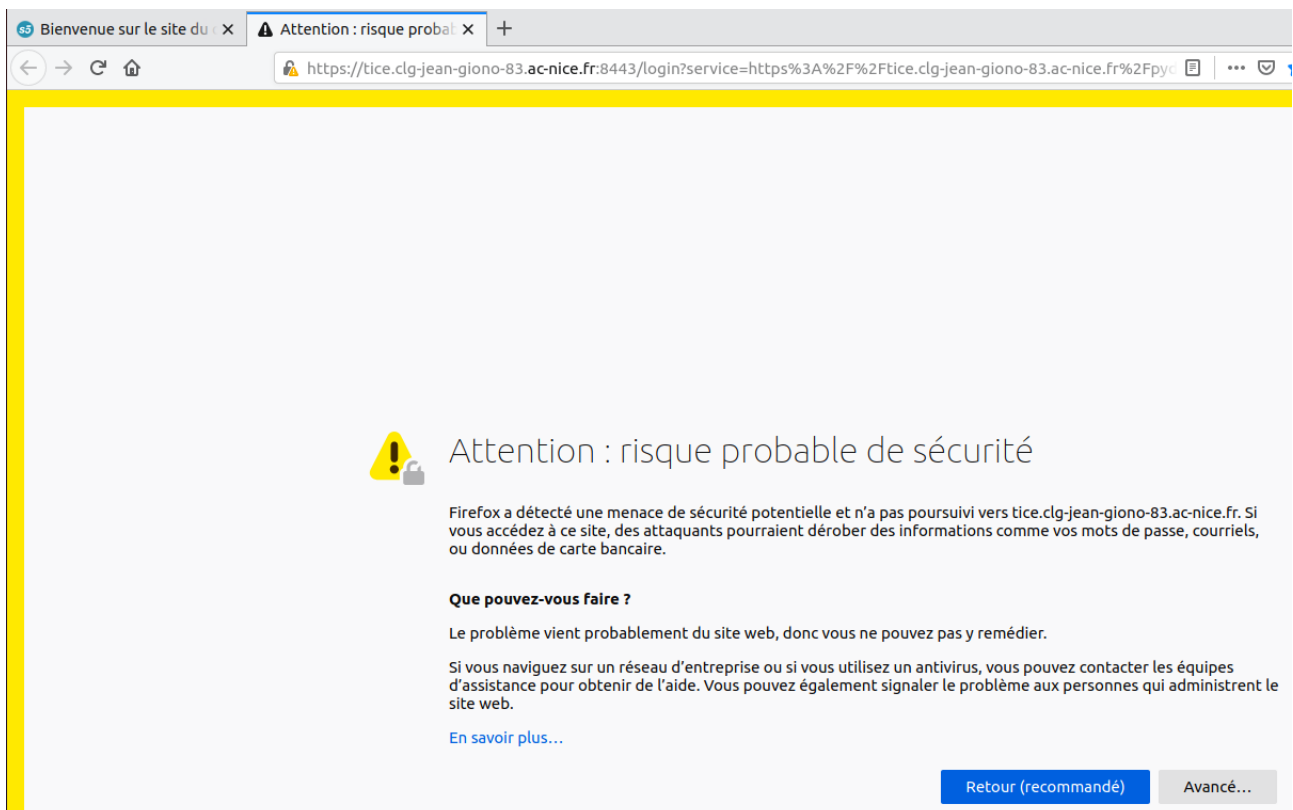 Bienvenue sur le site du
Attention : risque probab
https://tice.clg-jean-giono-83.ac-nice.fr:8443/login?service=https%3A%2F%2Ftice.clg-jean-giono-83.ac-nice.fr%2Fpyc
Attention : risque probable de sécurité
Firefox a détecté une menace de sécurité potentielle et n’a pas poursuivi vers tice.clg-jean-giono-83.ac-nice.fr. Si
vous accédez à ce site, des attaquants pourraient dérober des informations comme vos mots de passe, courriels,
ou données de carte bancaire.
Que pouvez-vous faire ?
Le problème vient probablement du site web, donc vous ne pouvez pas y remédier.
Si vous naviguez sur un réseau d’entreprise ou si vous utilisez un antivirus, vous pouvez contacter les équipes
d’assistance pour obtenir de l’aide. Vous pouvez également signaler le problème aux personnes qui administrent le
site web.
En savoir plus…
Retour (recommandé)
Avancé…